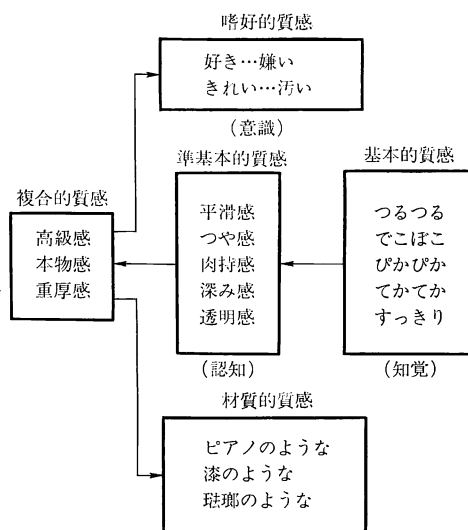 嗜好的質感
好き…嫌い
きれい…汚い
(意識)
複合的質感
高級感
本物感
重厚感
準基本的質感
平滑感
つや感
肉持感
深み感
透明感
(認知)
基本的質感
つるつる
でこぼこ
ぴかぴか
てかてか
すっきり
(知覚)
材質的質感
ピアノのような
漆のような
琺瑯のような